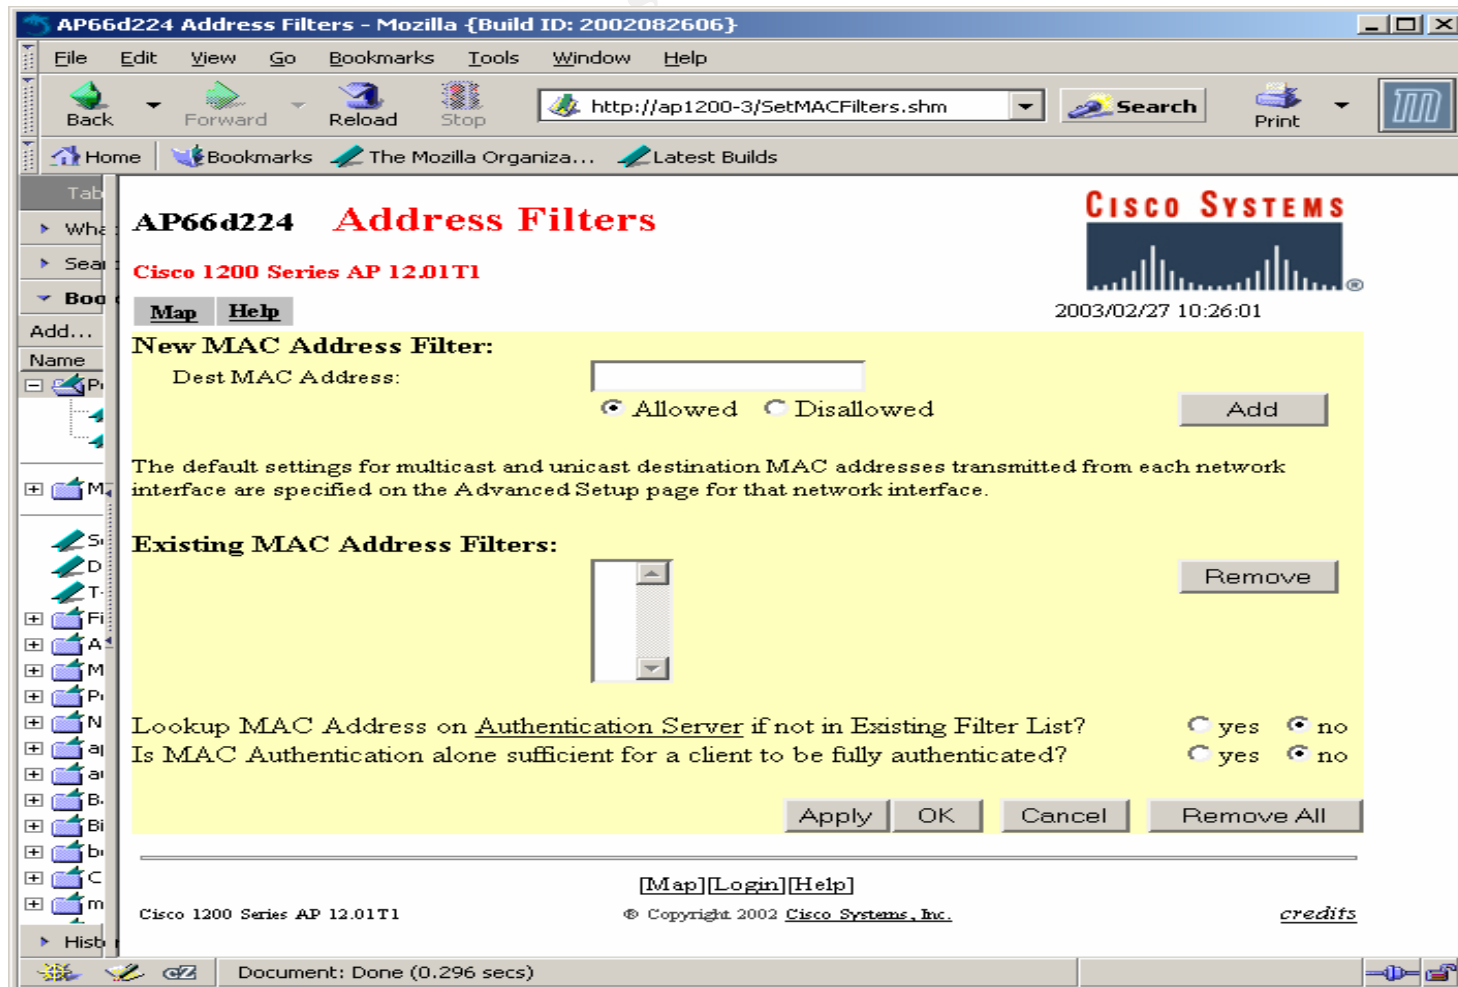 AP66d224 Address Filters - Mozilla {Build ID: 2002082606}
File Edit View Go Bookmarks Tools Window Help
Back Forward Reload Stop http://ap1200-3/SetMACFilters.shm Search Print
Home Bookmarks The Mozilla Organiza... Latest Builds
Tab
AP66d224 Address Filters
CISCO SYSTEMS
Cisco 1200 Series AP 12.01T1
Map Help
2003/02/27 10:26:01
Add...
Name
New MAC Address Filter:
Dest MAC Address:
Allowed Disallowed Add
The default settings for multicast and unicast destination MAC addresses transmitted from each network
interface are specified on the Advanced Setup page for that network interface.
Existing MAC Address Filters:
Remove
Lookup MAC Address on Authentication Server if not in Existing Filter List? yes no
Is MAC Authentication alone sufficient for a client to be fully authenticated? yes no
Apply OK Cancel Remove All
[Map][Login][Help]
Cisco 1200 Series AP 12.01T1 © Copyright 2002 Cisco Systems, Inc. credits
Document: Done (0.296 secs)